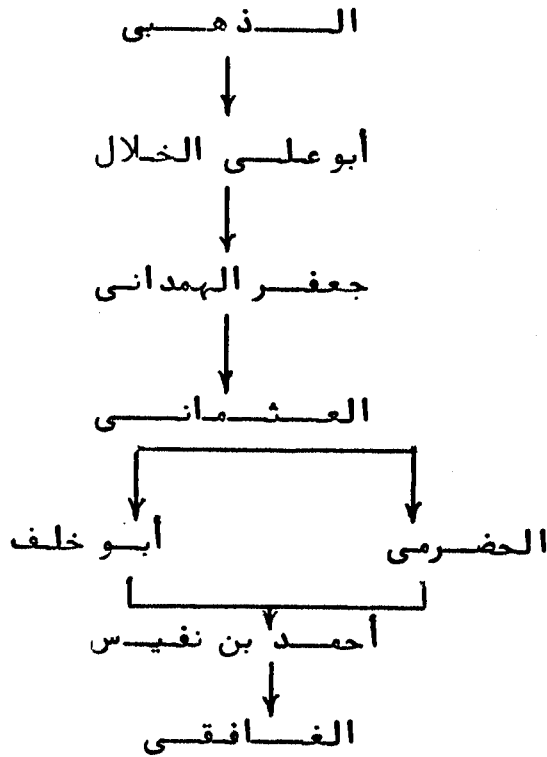 الذهبى
أبو على الخلال
جعفر الهمدانى
العثمانى
الحضرمى أبو خلف
أحمد بن نفيس
الغافقى